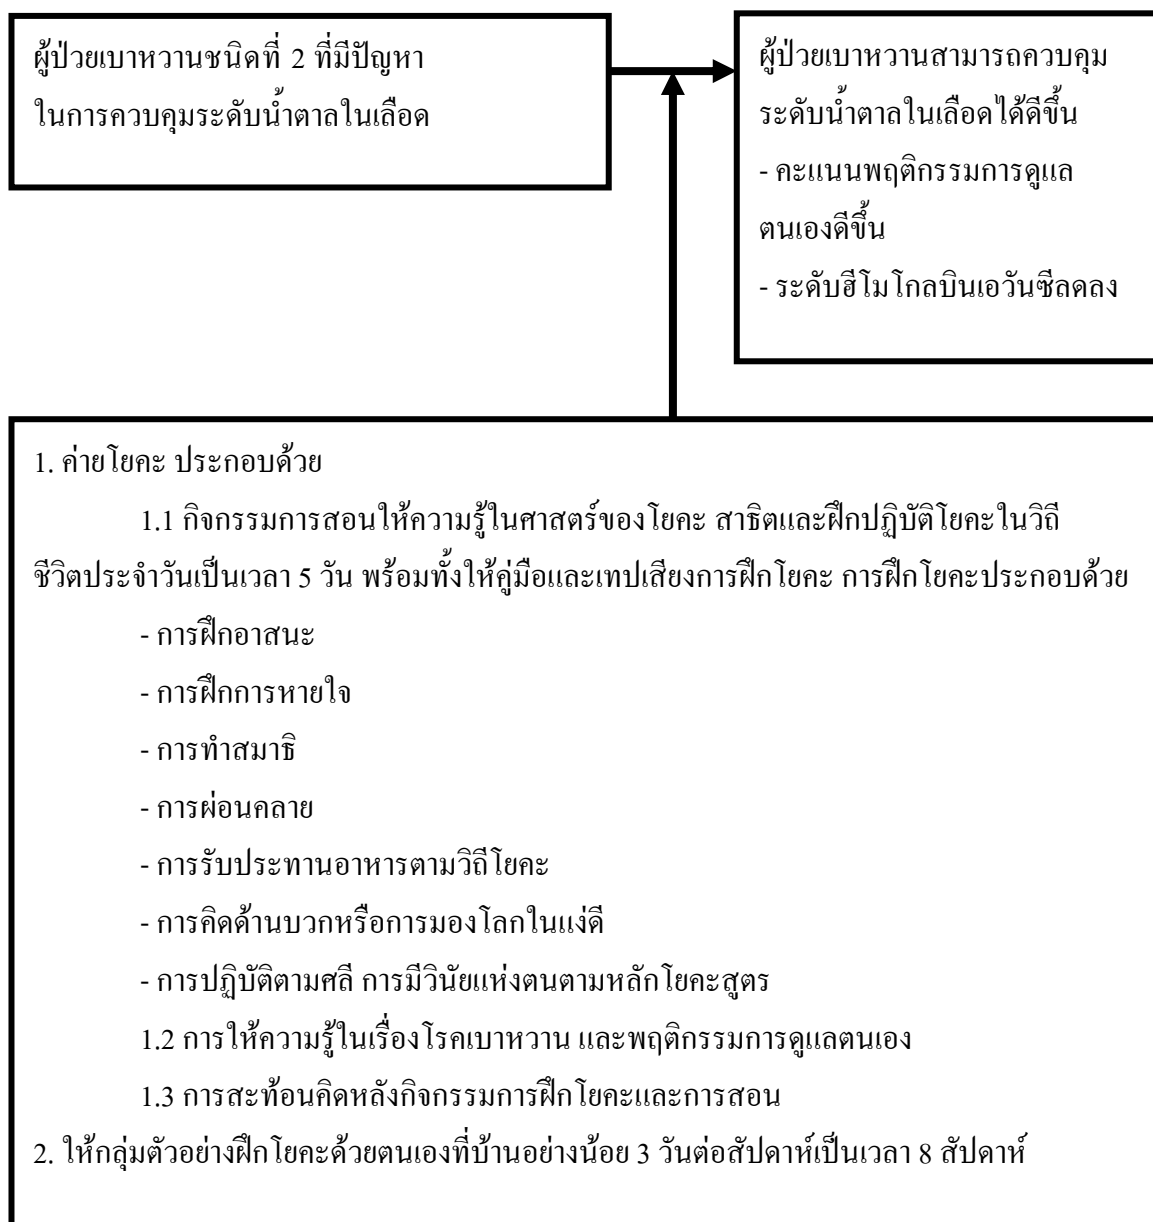 ผู้ป่วยเบาหวานชนิดที่ 2 ที่มีปัญหา
ในการควบคุมระดับน้ำตาลในเลือด
ผู้ป่วยเบาหวานสามารถควบคุม
ระดับน้ำตาลในเลือดได้ดีขึ้น
- คะแนนพฤติกรรมการดูแล
ตนเองดีขึ้น
- ระดับฮีโมโกลบินเอวันซีลดลง
1. ค่ายโยคะ ประกอบด้วย
1.1 กิจกรรมการสอนให้ความรู้ในศาสตร์ของโยคะ สาธิตและฝึกปฏิบัติโยคะในวิถี
ชีวิตประจำวันเป็นเวลา 5 วัน พร้อมทั้งให้คู่มือและเทปเสียงการฝึกโยคะ การฝึกโยคะประกอบด้วย
- การฝึกอาสนะ
- การฝึกการหายใจ
- การทำสมาธิ
- การผ่อนคลาย
- การรับประทานอาหารตามวิถีโยคะ
- การคิดด้านบวกหรือการมองโลกในแง่ดี
- การปฏิบัติตามศลี การมีวินัยแห่งตนตามหลักโยคะสูตร
1.2 การให้ความรู้ในเรื่องโรคเบาหวาน และพฤติกรรมการดูแลตนเอง
1.3 การสะท้อนคิดหลังกิจกรรมการฝึกโยคะและการสอน
2. ให้กลุ่มตัวอย่างฝึกโยคะด้วยตนเองที่บ้านอย่างน้อย 3 วันต่อสัปดาห์เป็นเวลา 8 สัปดาห์